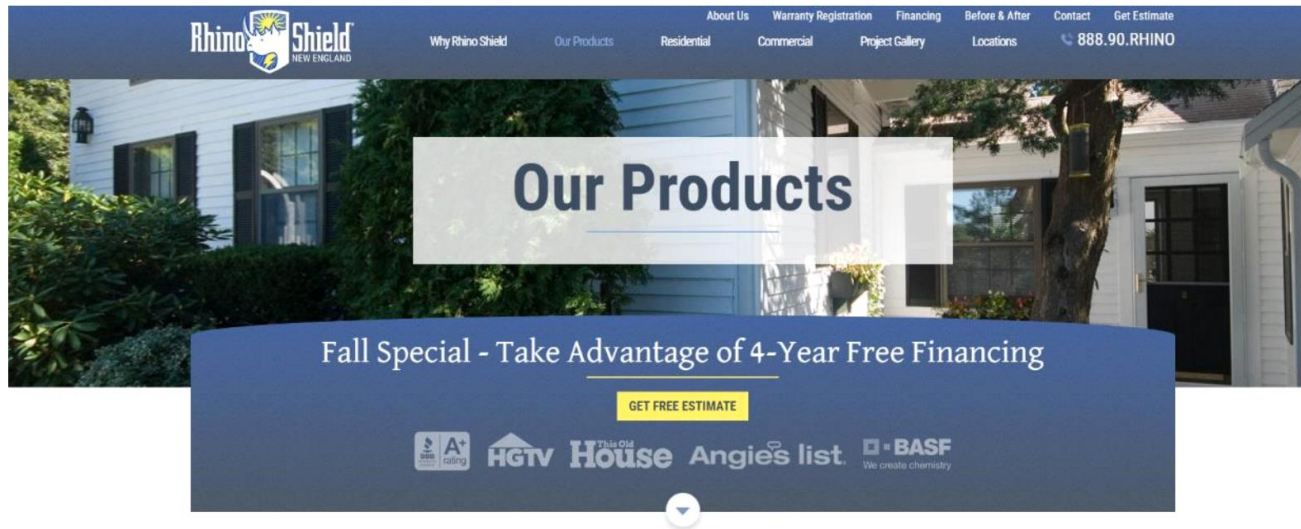 About Us Warranty Registration Financing Before & After Contact Get Estimate
Rhino Shield
NEW ENGLAND
Why Rhino Shield Our Products Residential Commercial Project Gallery Locations 888.90.RHINO
Our Products
Fall Special - Take Advantage of 4-Year Free Financing
GET FREE ESTIMATE
A+
rating
HGTV
This Old
House
Angie's list.
BASF
We create chemistry